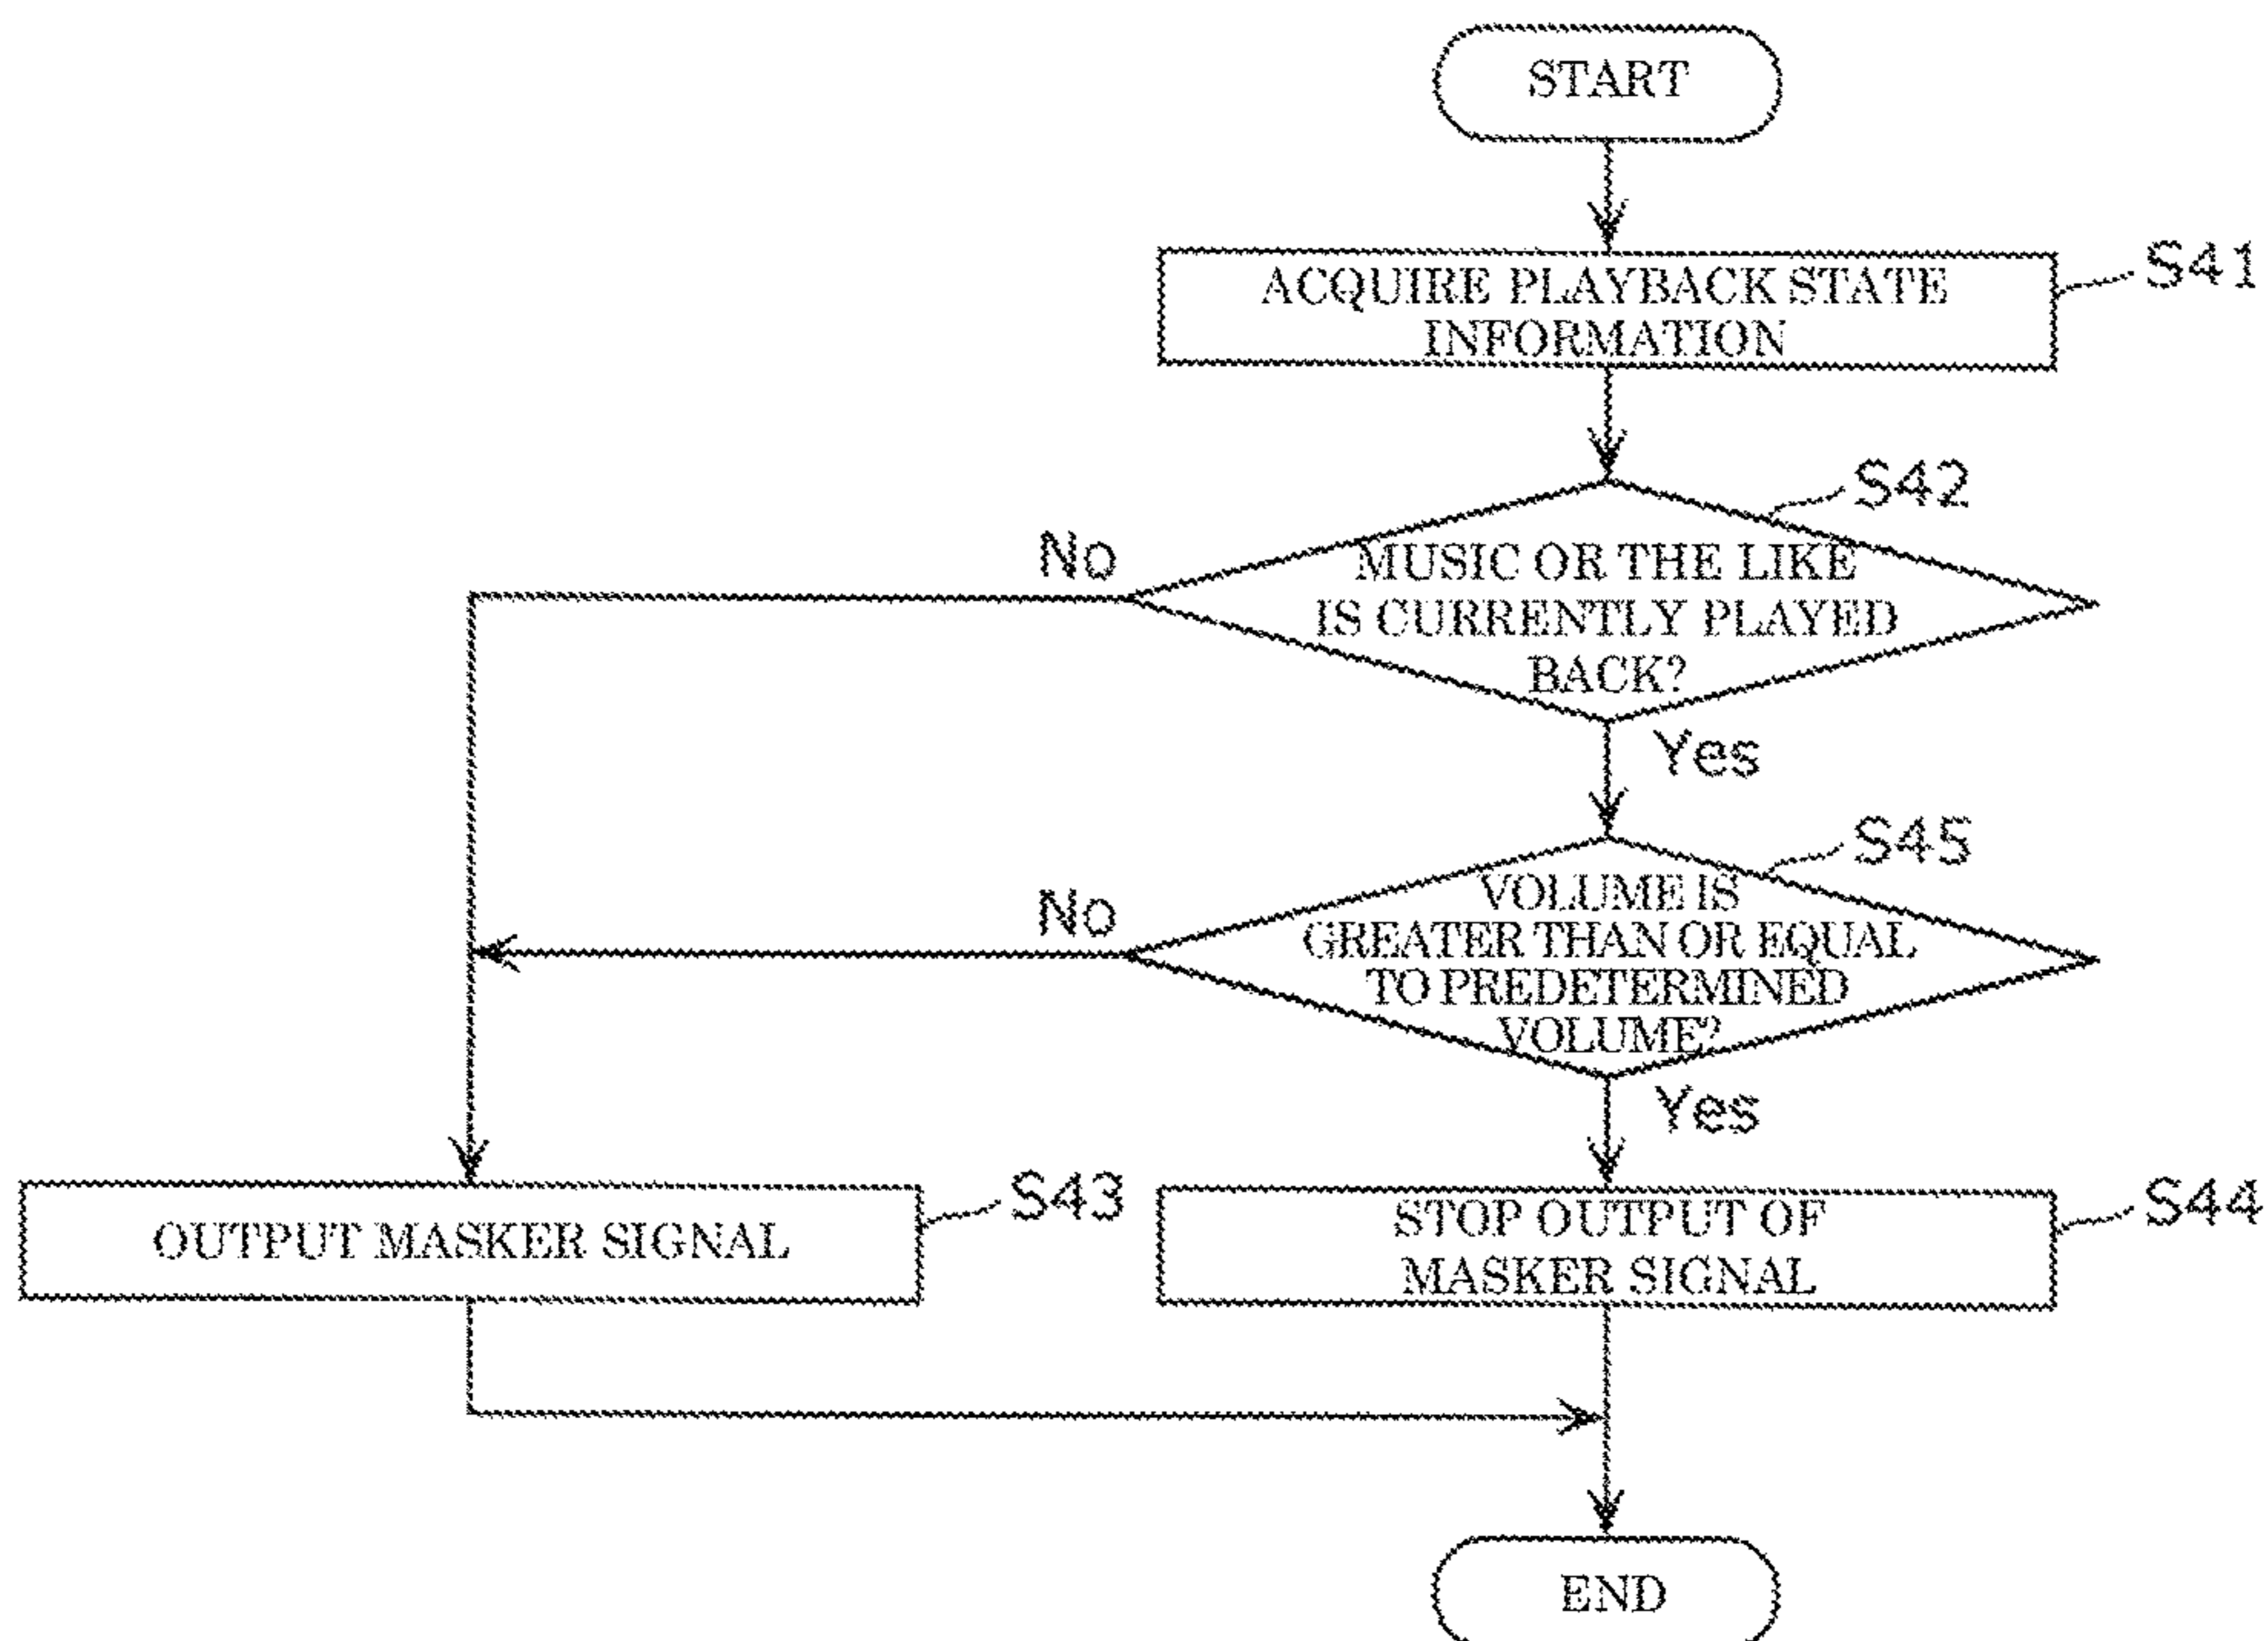 START
ACQUIRE PLAYBACK STATE
INFORMATION
S41
S42
No
MUSIC OR THE LIKE
IS CURRENTLY PLAYED
BACK?
Yes
S45
No
VOLUME IS
GREATER THAN OR EQUAL
TO PREDETERMINED
VOLUME?
Yes
OUTPUT MASKER SIGNAL
S43
STOP OUTPUT OF
MASKER SIGNAL
S44
END